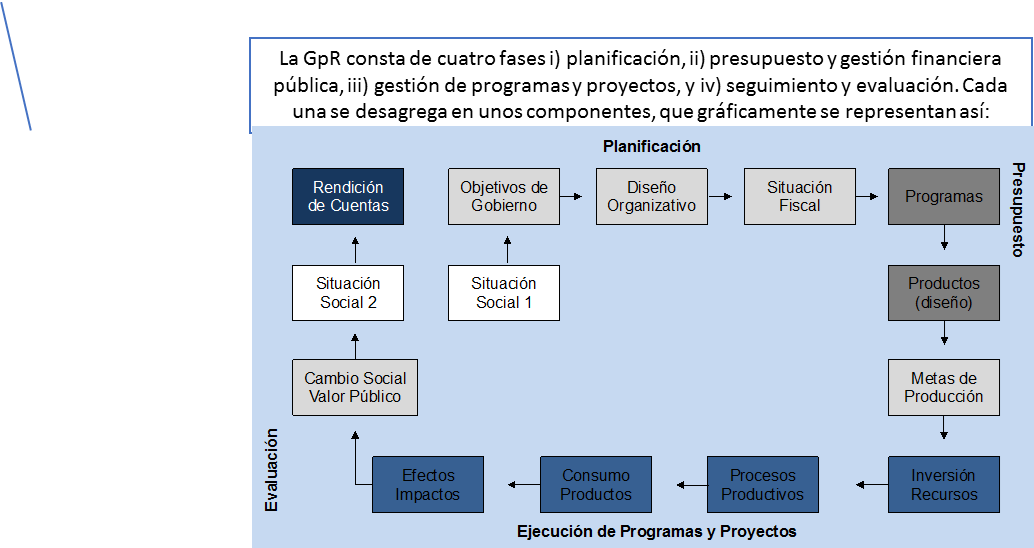 La GpR consta de cuatro fases i) planificación, ii) presupuesto y gestión financiera
pública, iii) gestión de programas y proyectos, y iv) seguimiento y evaluación. Cada
una se desagrega en unos componentes, que gráficamente se representan así:
Planificación
Rendición
de Cuentas
Objetivos de
Gobierno
Diseño
Organizativo
Situación
Fiscal
Programas
Presupuesto
Situación
Social 2
Situación
Social 1
Productos
(diseño)
Cambio Social
Valor Público
Metas de
Producción
Evaluación
Efectos
Impactos
Consumo
Productos
Procesos
Productivos
Inversión
Recursos
Ejecución de Programas y Proyectos